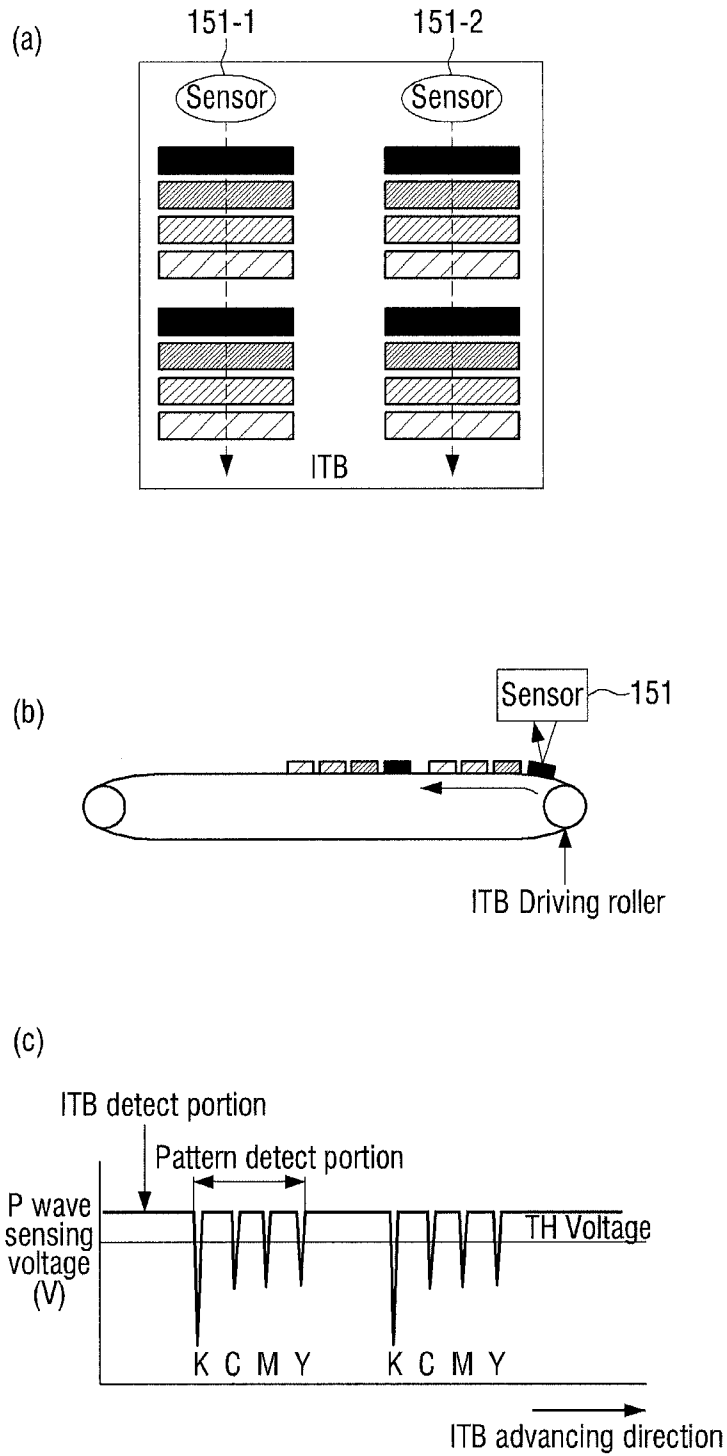 (a)
151-1
151-2
Sensor
Sensor
ITB
(b)
Sensor
151
ITB Driving roller
(c)
ITB detect portion
Pattern detect portion
P wave
sensing
voltage
(V)
TH Voltage
K C M Y K C M Y
ITB advancing direction